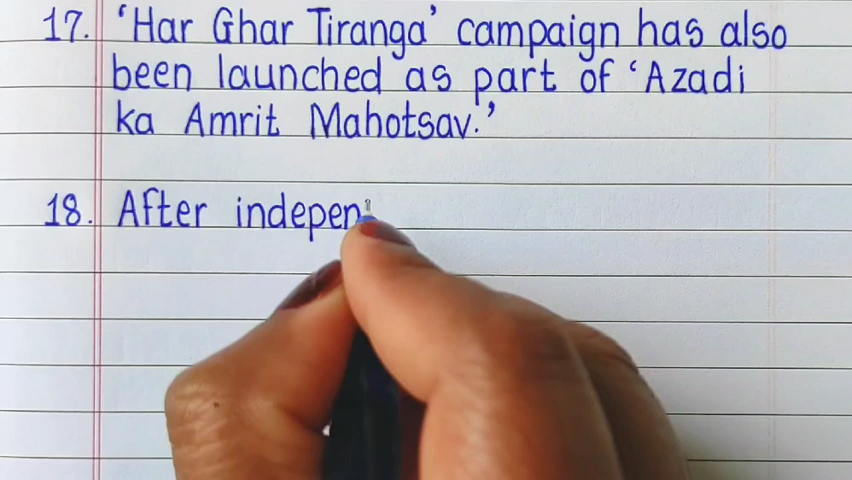 17. 'Har Ghar Tiranga' campaign has also
been launched as part of 'Azadi
ka Amrit Mahotsav.'
18. After indepen